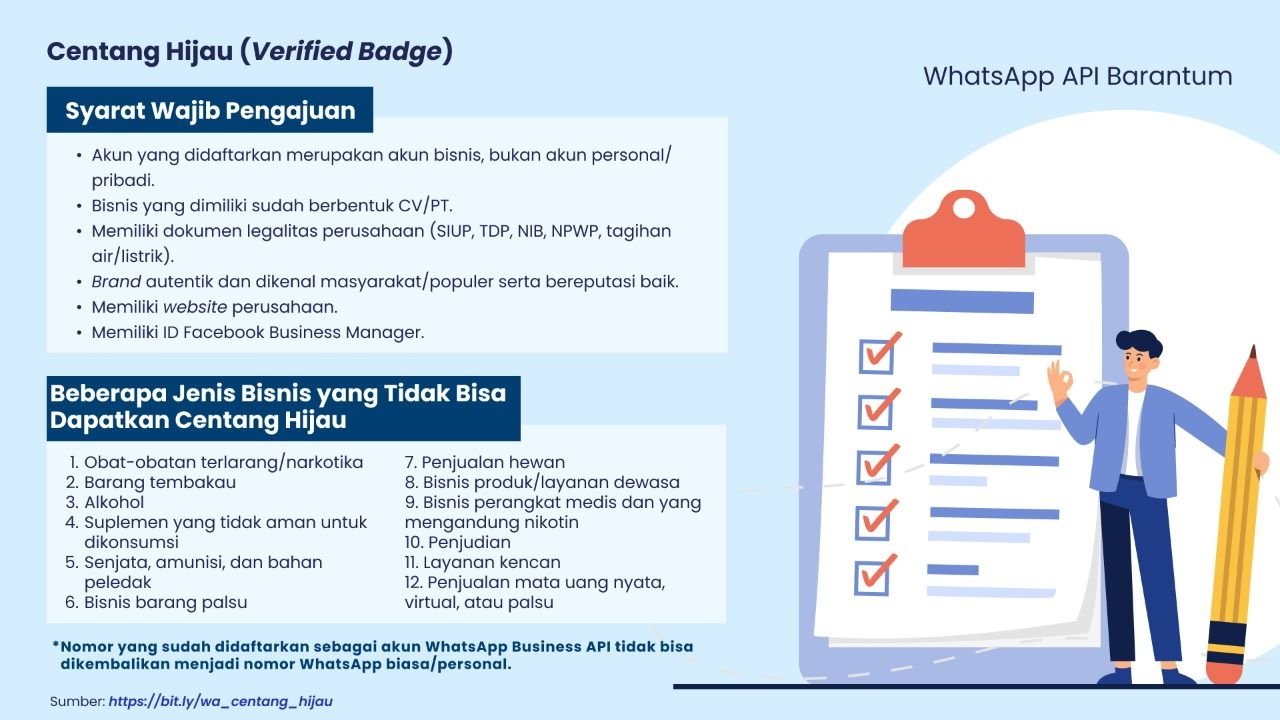 Centang Hijau (Verified Badge)
WhatsApp API Barantum
Syarat Wajib Pengajuan
• Akun yang didaftarkan merupakan akun bisnis, bukan akun personal/
pribadi.
• Bisnis yang dimiliki sudah berbentuk CV/PT.
• Memiliki dokumen legalitas perusahaan (SIUP, TDP, NIB, NPWP, tagihan
air/listrik).
• Brand autentik dan dikenal masyarakat/populer serta bereputasi baik.
• Memiliki website perusahaan.
• Memiliki ID Facebook Business Manager.
Beberapa Jenis Bisnis yang Tidak Bisa
Dapatkan Centang Hijau
1. Obat-obatan terlarang/narkotika
2. Barang tembakau
3. Alkohol
4. Suplemen yang tidak aman untuk
dikonsumsi
5. Senjata, amunisi, dan bahan
peledak
6. Bisnis barang palsu
7. Penjualan hewan
8. Bisnis produk/layanan dewasa
9. Bisnis perangkat medis dan yang
mengandung nikotin
10. Penjudian
11. Layanan kencan
12. Penjualan mata uang nyata,
virtual, atau palsu
*Nomor yang sudah didaftarkan sebagai akun WhatsApp Business API tidak bisa
dikembalikan menjadi nomor WhatsApp biasa/personal.
Sumber: https://bit.ly/wa_centang_hijau